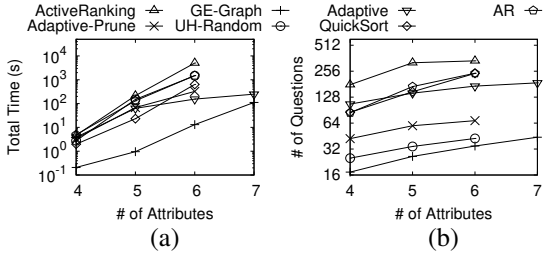 ActiveRanking GE-Graph Adaptive AR
Adaptive-Prune UH-Random QuickSort
Total Time (s)
10^5
10^4
10^3
10^2
10^1
10^0
10^-1
4 5 6 7
# of Attributes
(a)
# of Questions
512
256
128
64
32
16
4 5 6 7
# of Attributes
(b)